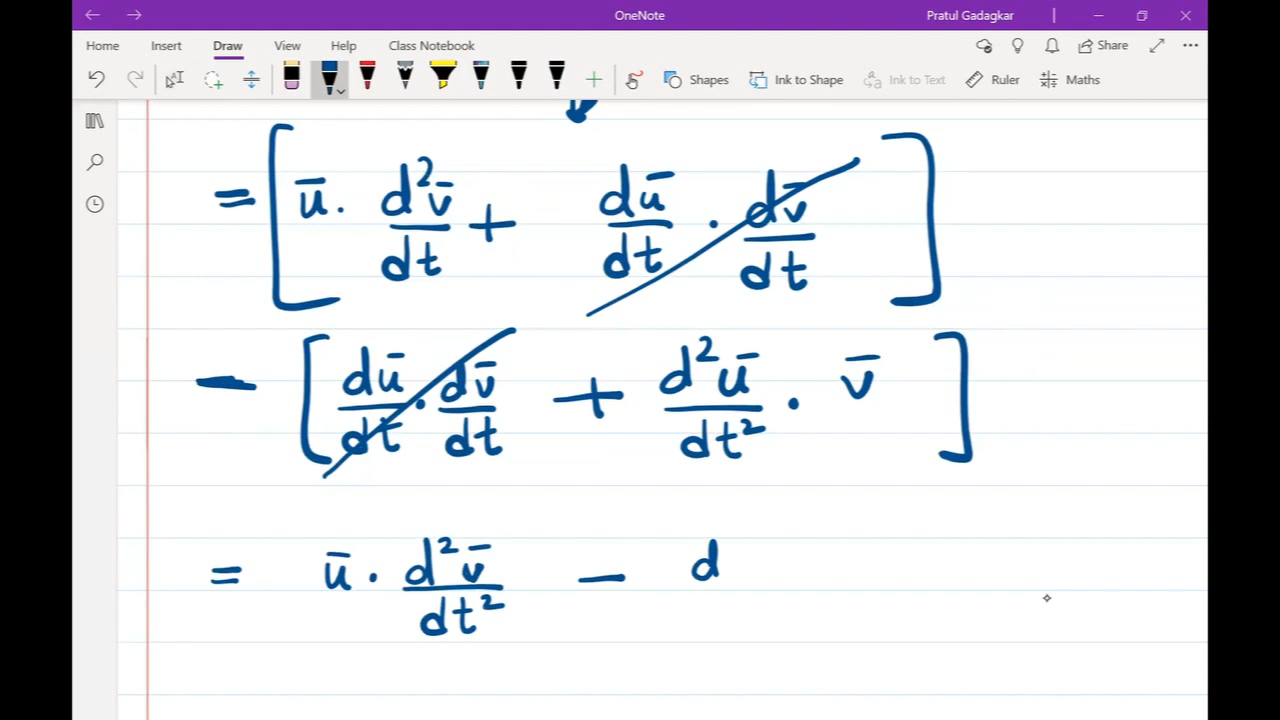 OneNote
Pratul Gadagkar
Home Insert Draw View Help Class Notebook Share
Shapes Ink to Shape Ink to Text Ruler Maths
= [ ū . d²v̄/dt + dū/dt . dv̄/dt ]
- [ dū/dt . dv̄/dt + d²ū/dt² . v̄ ]
= ū . d²v̄/dt² - d